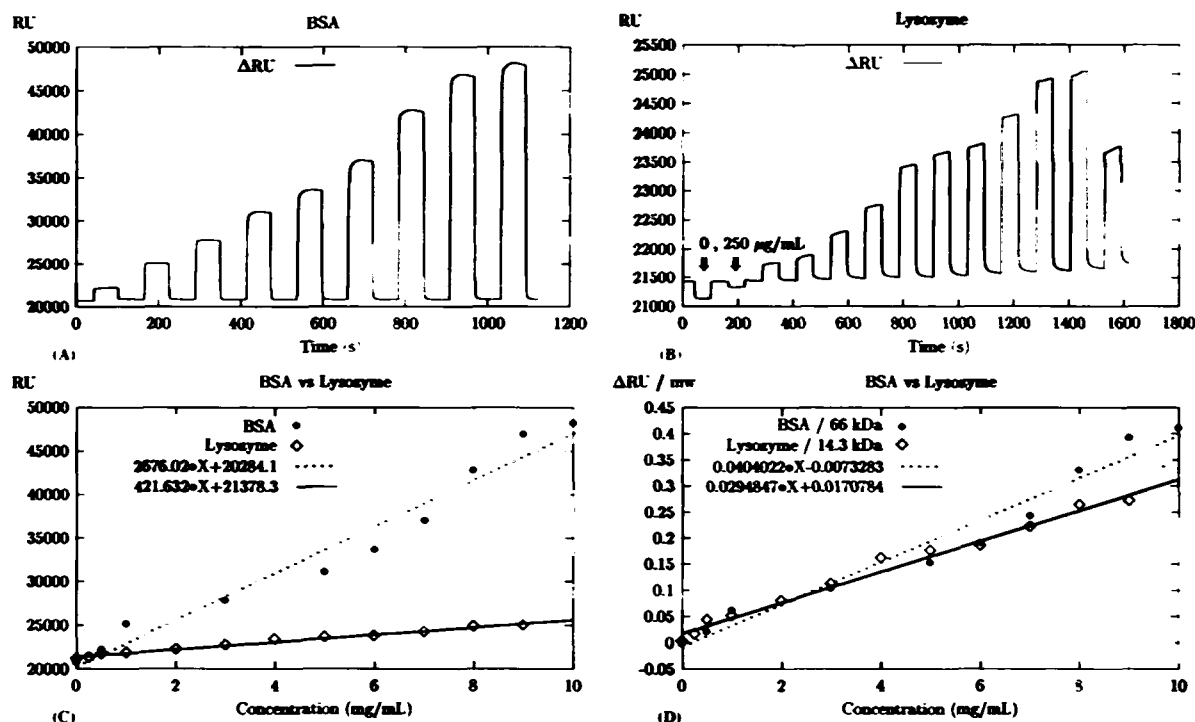 RU BSA
50000
45000
40000
35000
30000
25000
20000
ΔRU
0 200 400 600 800 1000 1200
(A) Time (s)
RU Lysozyme
25500
25000
24500
24000
23500
23000
22500
22000
21500
21000
ΔRU
0 , 250 μg/mL
0 200 400 600 800 1000 1200 1400 1600 1800
(B) Time (s)
RU BSA vs Lysozyme
50000
45000
40000
35000
30000
25000
20000
BSA
Lysozyme
2676.02*X+20284.1
421.632*X+21378.3
0 2 4 6 8 10
(C) Concentration (mg/mL)
ΔRU / mw BSA vs Lysozyme
0.45
0.4
0.35
0.3
0.25
0.2
0.15
0.1
0.05
0
-0.05
BSA / 66 kDa
Lysozyme / 14.3 kDa
0.0404022*X-0.0073283
0.0294847*X+0.0170784
0 2 4 6 8 10
(D) Concentration (mg/mL)